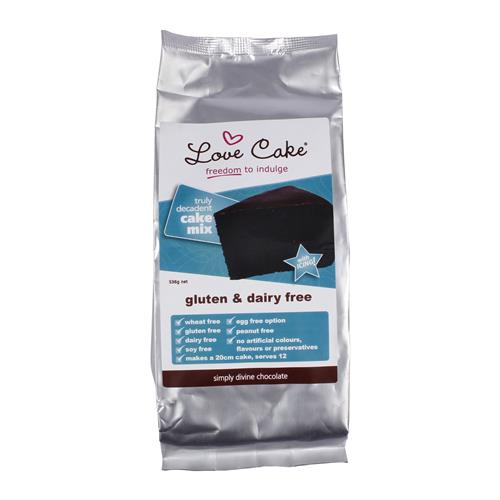 Love Cake®
freedom to indulge
truly
decadent
cake
mix
with
ICING!
536g net
gluten & dairy free
wheat free
gluten free
dairy free
soy free
egg free option
peanut free
no artificial colours,
flavours or preservatives
makes a 20cm cake, serves 12
simply divine chocolate